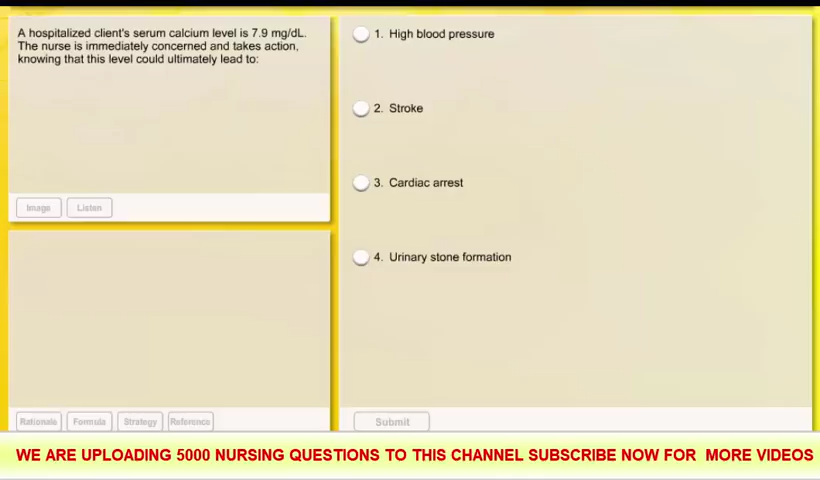 A hospitalized client's serum calcium level is 7.9 mg/dL.
The nurse is immediately concerned and takes action,
knowing that this level could ultimately lead to:
Image Listen
1. High blood pressure
2. Stroke
3. Cardiac arrest
4. Urinary stone formation
Rationale Formula Strategy Reference
Submit
WE ARE UPLOADING 5000 NURSING QUESTIONS TO THIS CHANNEL SUBSCRIBE NOW FOR MORE VIDEOS